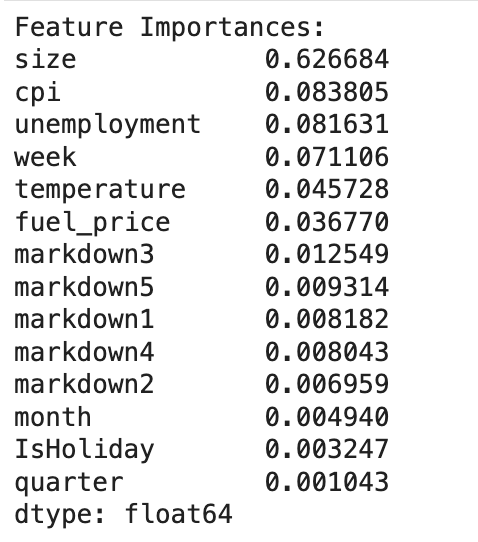 Feature Importances:
size            0.626684
cpi             0.083805
unemployment    0.081631
week            0.071106
temperature     0.045728
fuel_price      0.036770
markdown3       0.012549
markdown5       0.009314
markdown1       0.008182
markdown4       0.008043
markdown2       0.006959
month           0.004940
IsHoliday       0.003247
quarter         0.001043
dtype: float64